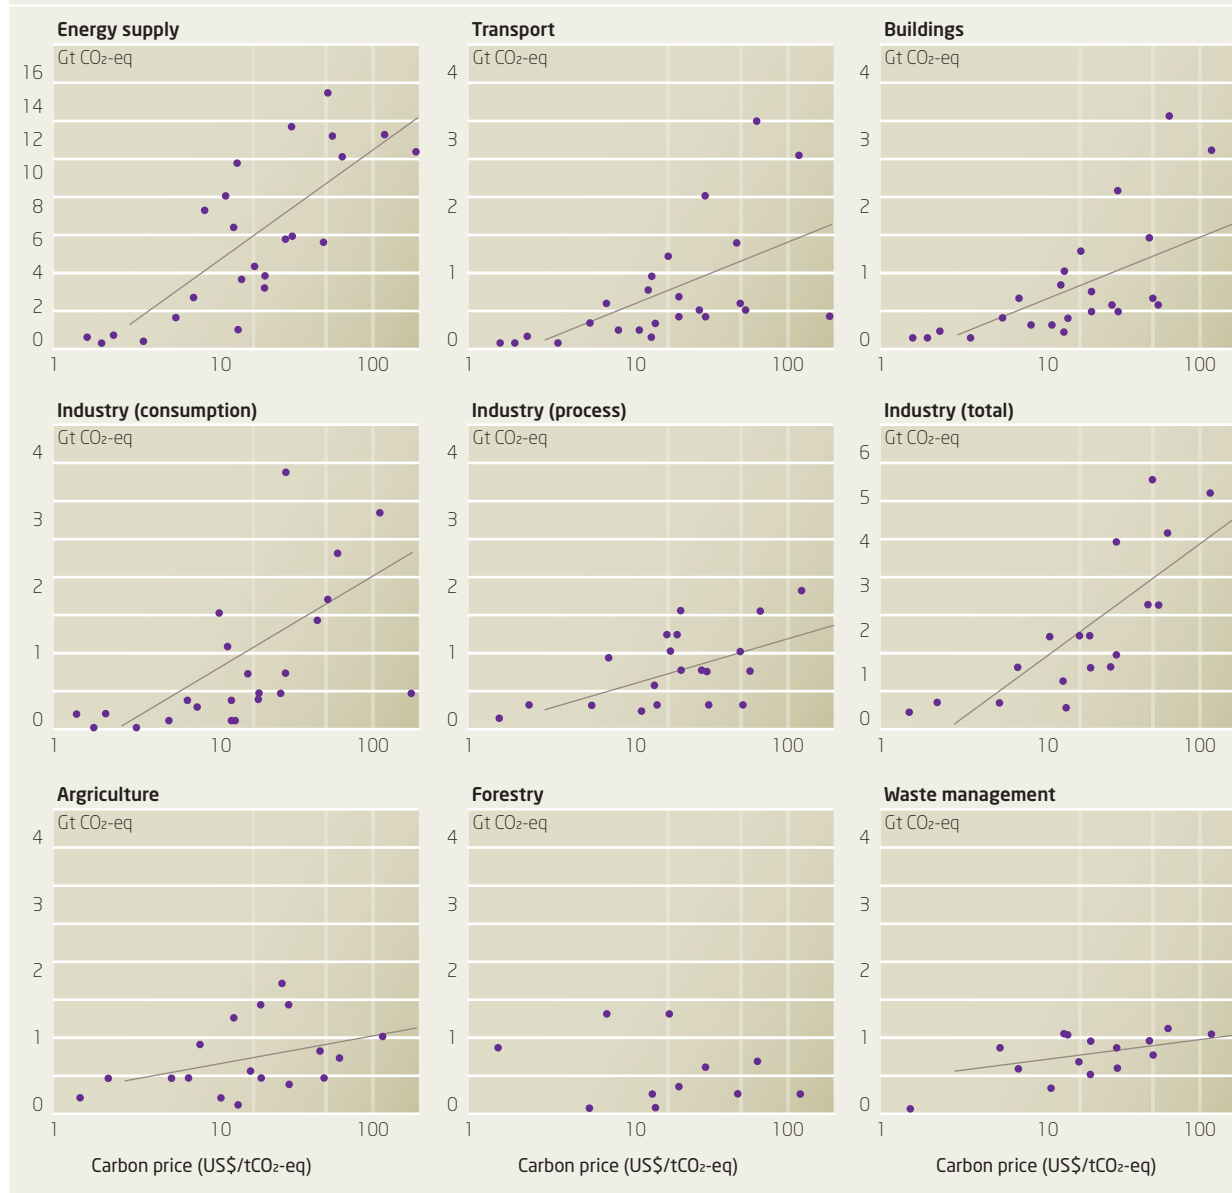 Energy supply
Gt CO₂-eq
16
14
12
10
8
6
4
2
0
1 10 100
Transport
Gt CO₂-eq
4
3
2
1
0
1 10 100
Buildings
Gt CO₂-eq
4
3
2
1
0
1 10 100
Industry (consumption)
Gt CO₂-eq
4
3
2
1
0
1 10 100
Industry (process)
Gt CO₂-eq
4
3
2
1
0
1 10 100
Industry (total)
Gt CO₂-eq
6
5
4
3
2
1
0
1 10 100
Argriculture
Gt CO₂-eq
4
3
2
1
0
1 10 100
Carbon price (US$/tCO₂-eq)
Forestry
Gt CO₂-eq
4
3
2
1
0
1 10 100
Carbon price (US$/tCO₂-eq)
Waste management
Gt CO₂-eq
4
3
2
1
0
1 10 100
Carbon price (US$/tCO₂-eq)